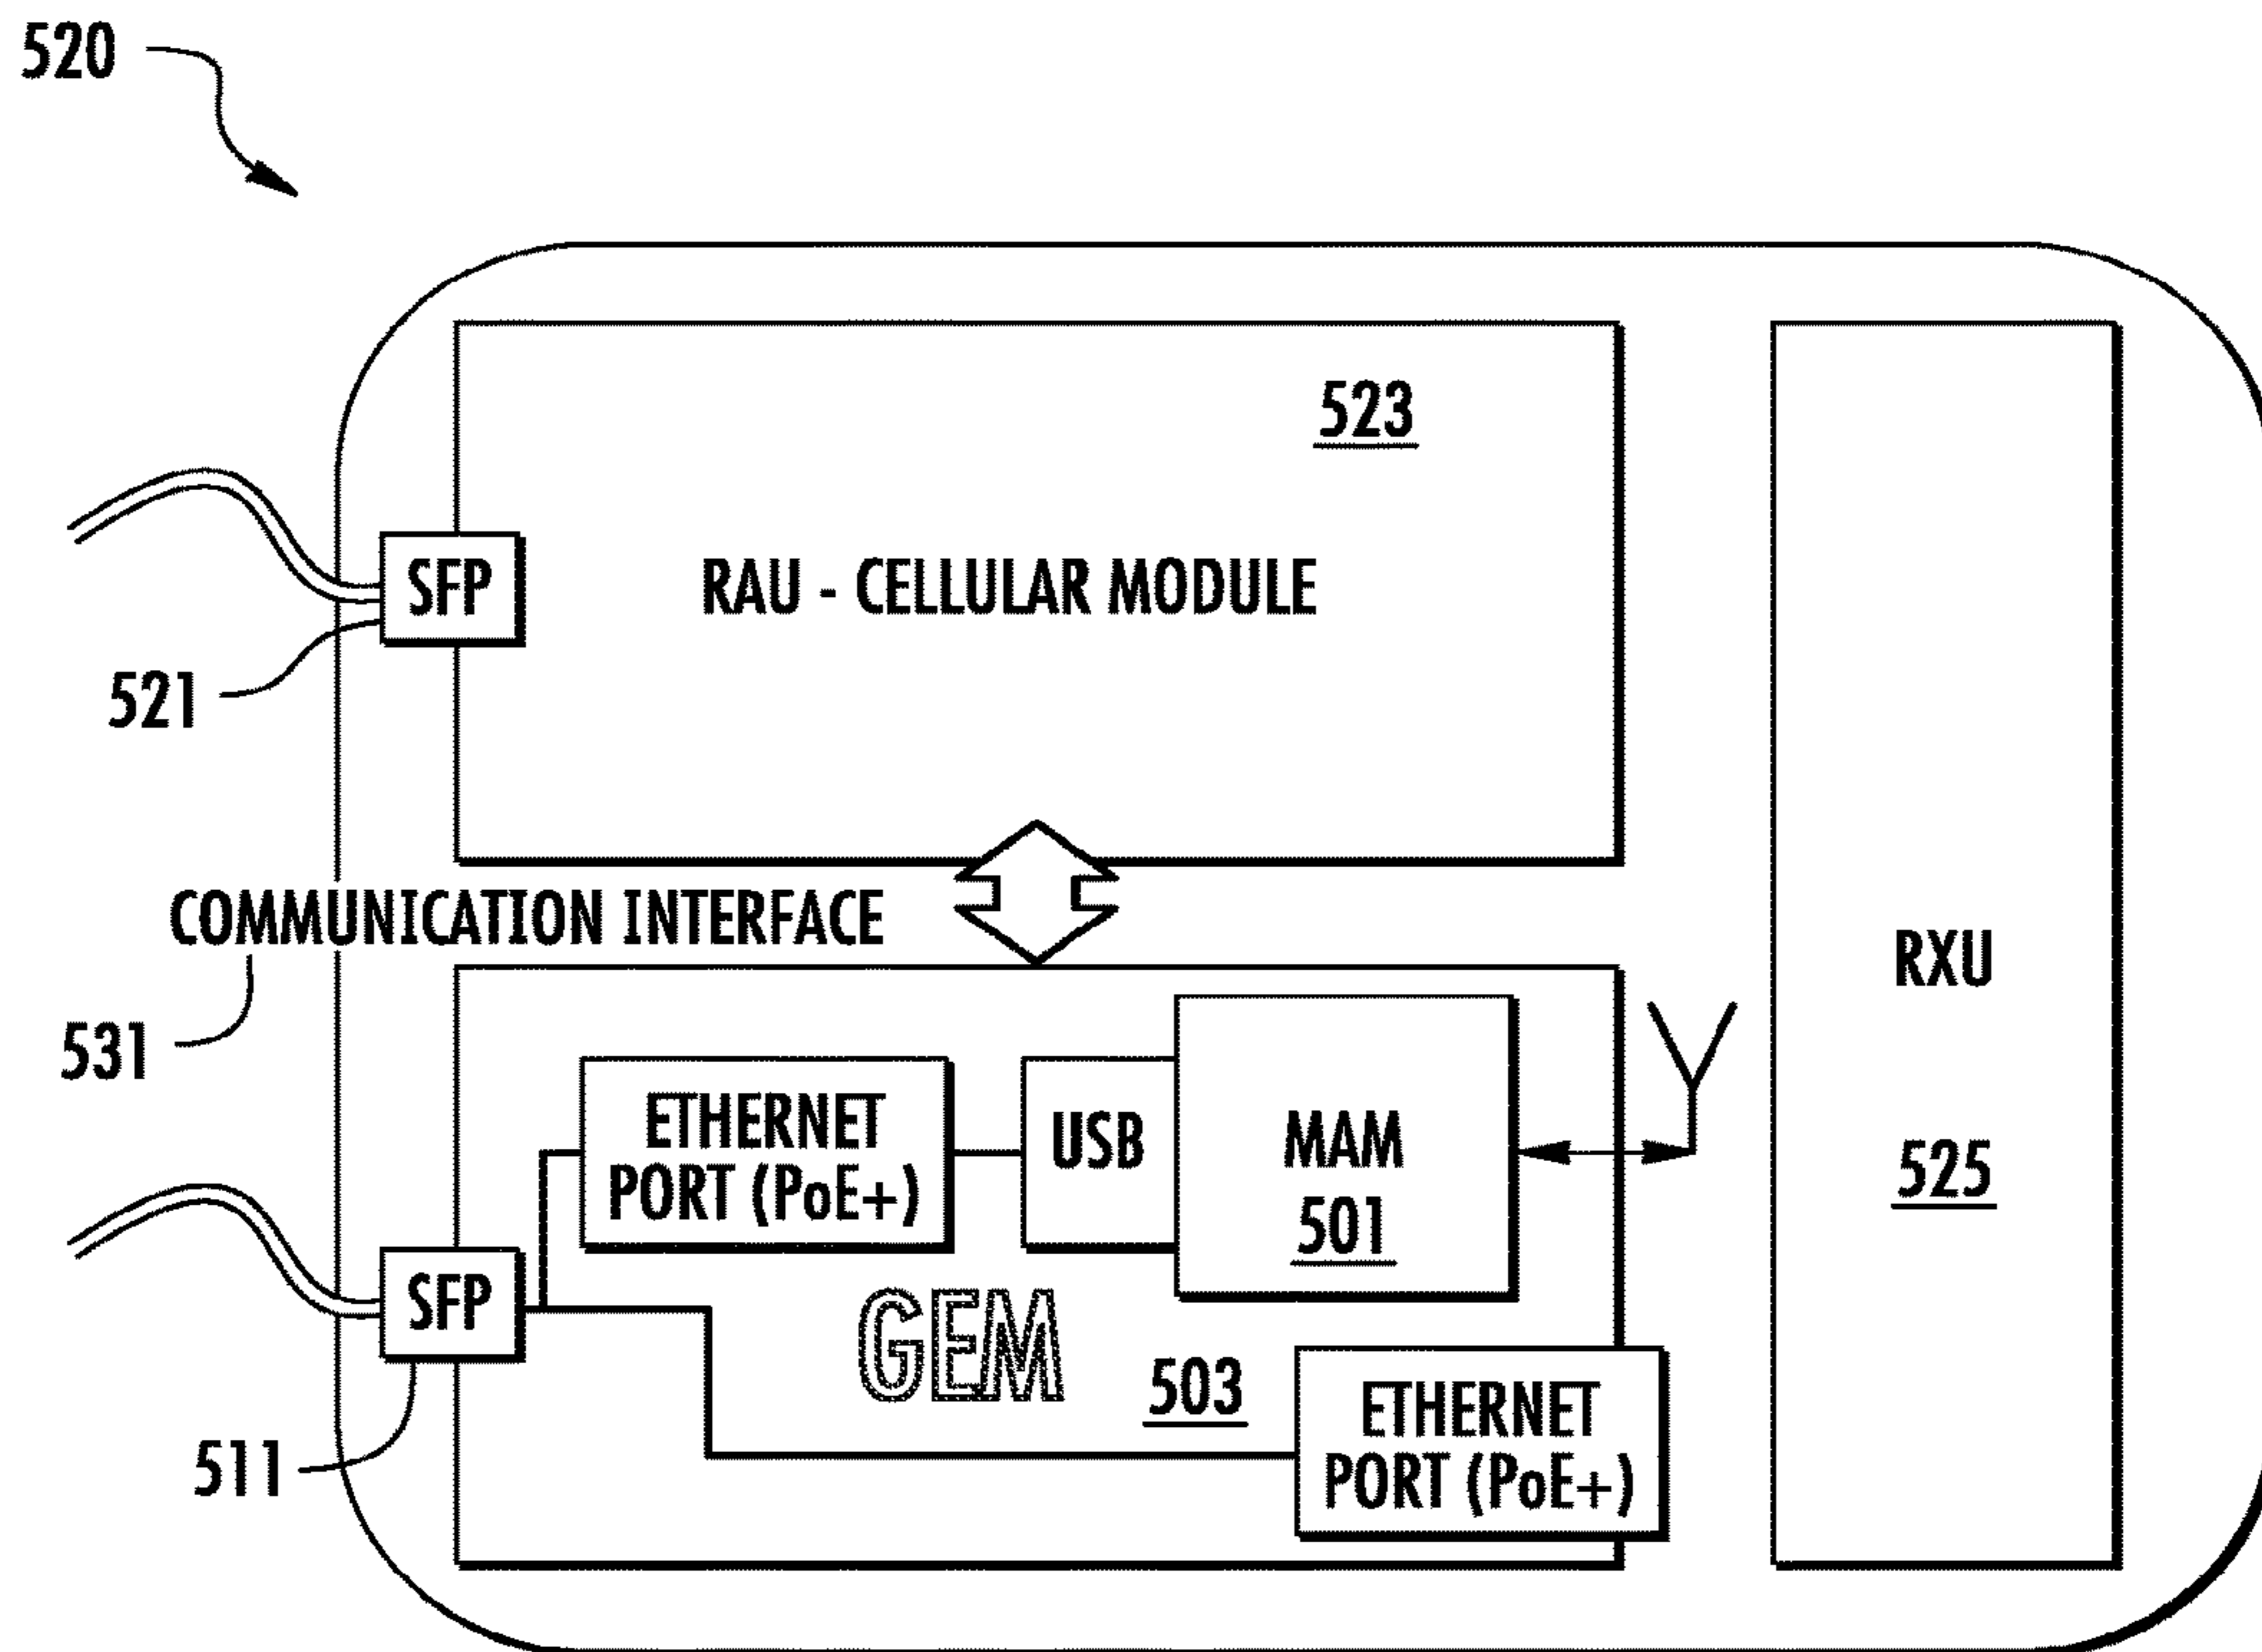 520
523
SFP
RAU - CELLULAR MODULE
521
COMMUNICATION INTERFACE
531
RXU
525
ETHERNET
PORT (PoE+)
USB
MAM
501
SFP
GEM
503
ETHERNET
PORT (PoE+)
511